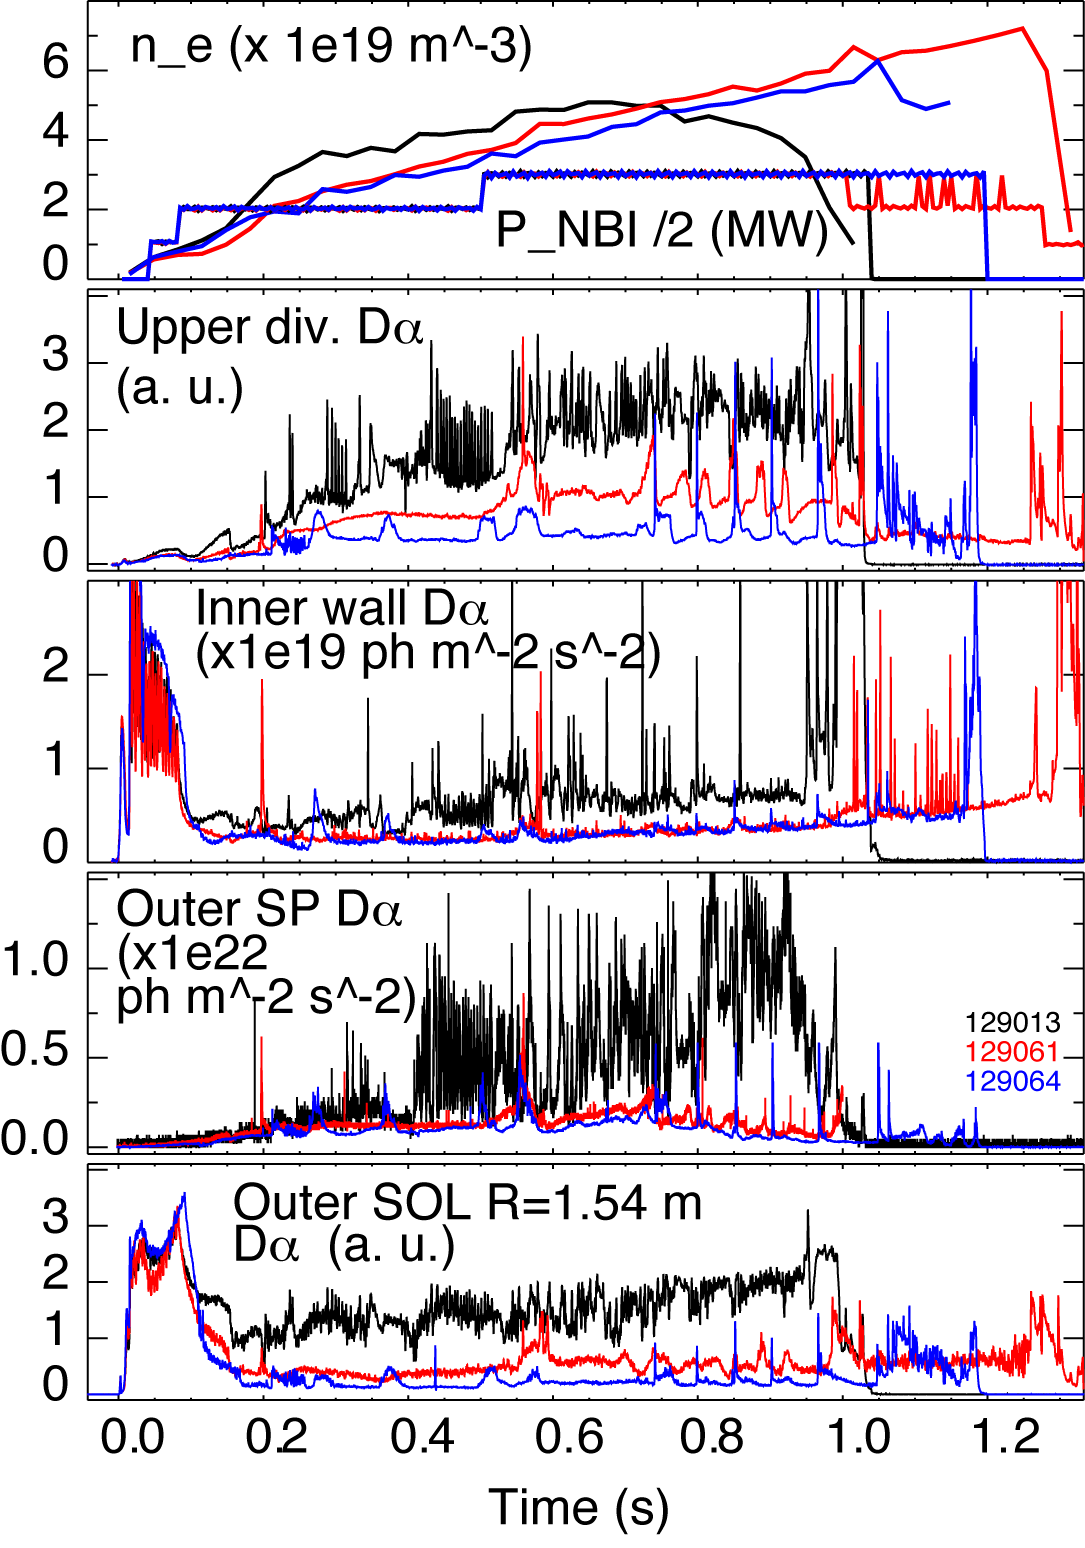 n_e (x 1e19 m^-3)
6
4
2
0
P_NBI /2 (MW)
Upper div. Dα
(a. u.)
3
2
1
0
Inner wall Dα
(x1e19 ph m^-2 s^-2)
2
1
0
Outer SP Dα
(x1e22
ph m^-2 s^-2)
1.0
0.5
0.0
129013
129061
129064
Outer SOL R=1.54 m
Dα (a. u.)
3
2
1
0
0.0 0.2 0.4 0.6 0.8 1.0 1.2
Time (s)